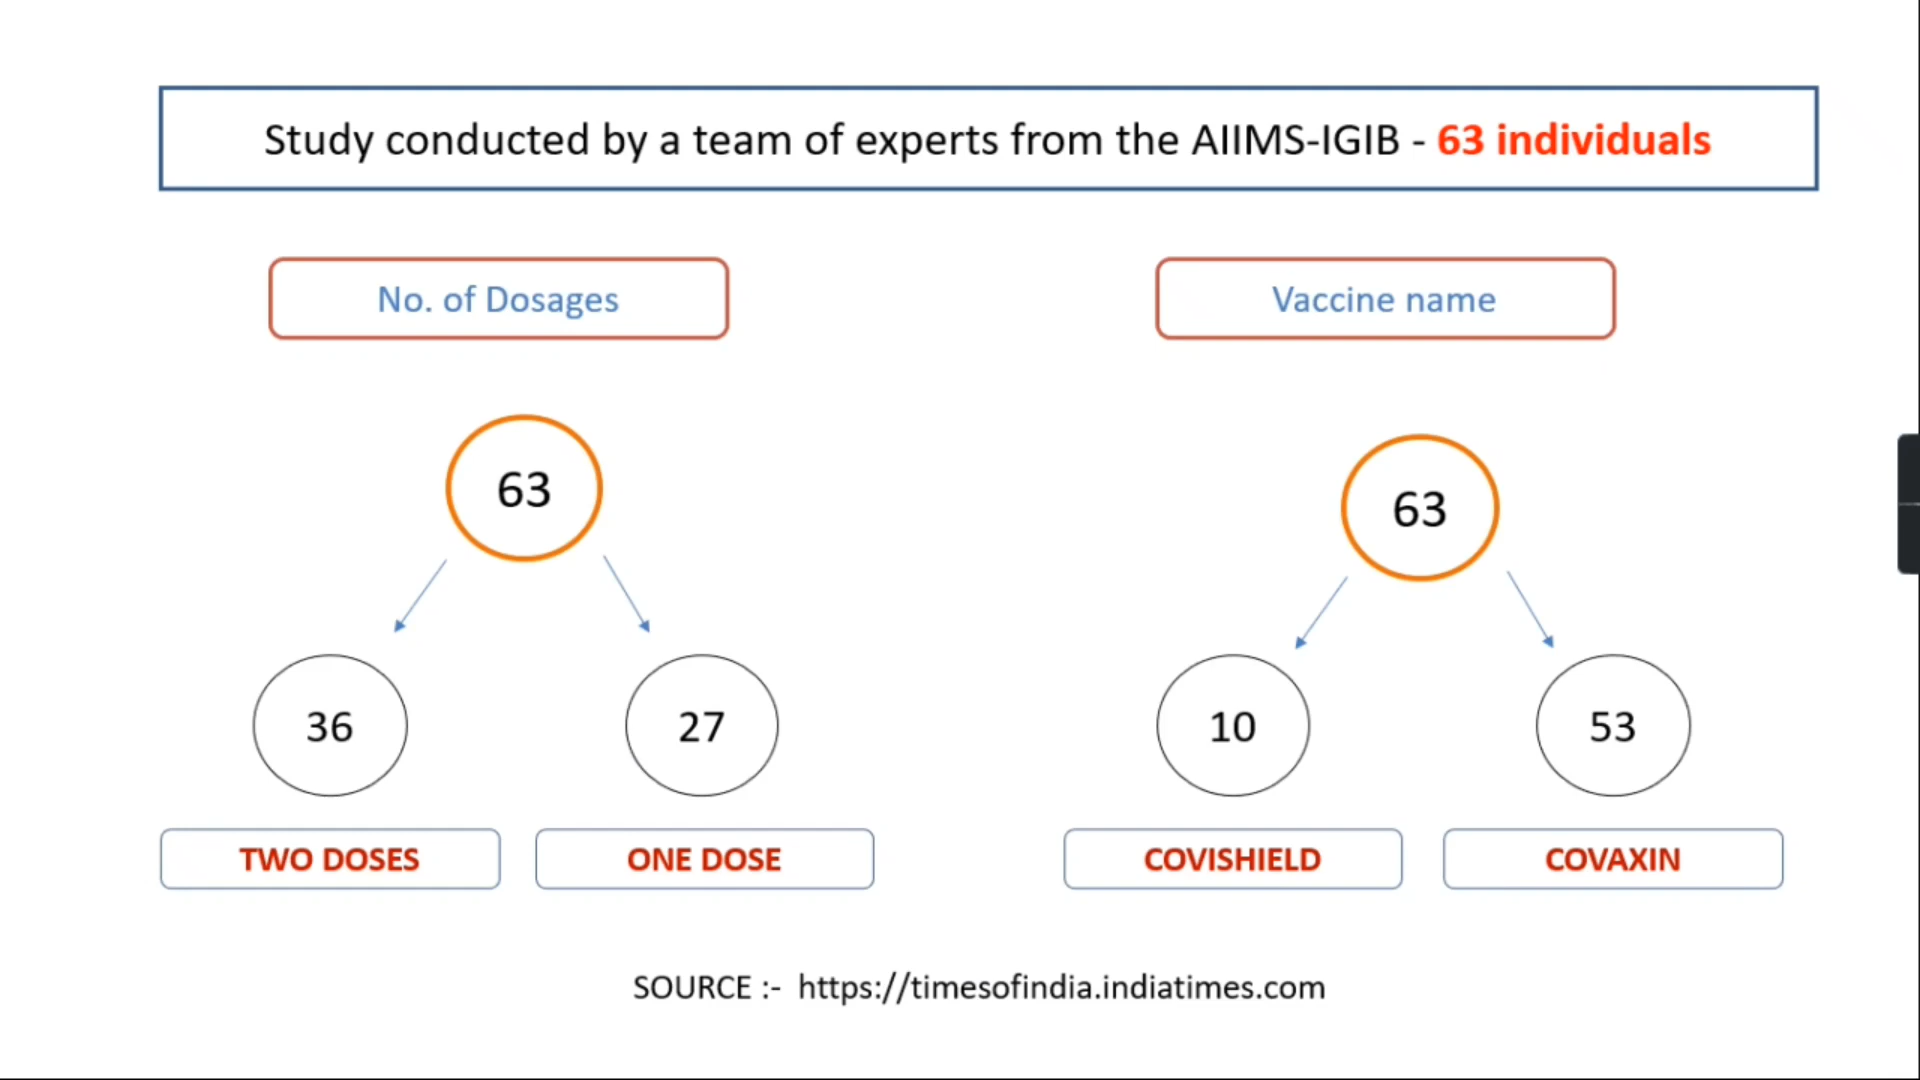 Study conducted by a team of experts from the AIIMS-IGIB - 63 individuals
No. of Dosages
Vaccine name
63
63
36
27
10
53
TWO DOSES
ONE DOSE
COVISHIELD
COVAXIN
SOURCE :- https://timesofindia.indiatimes.com